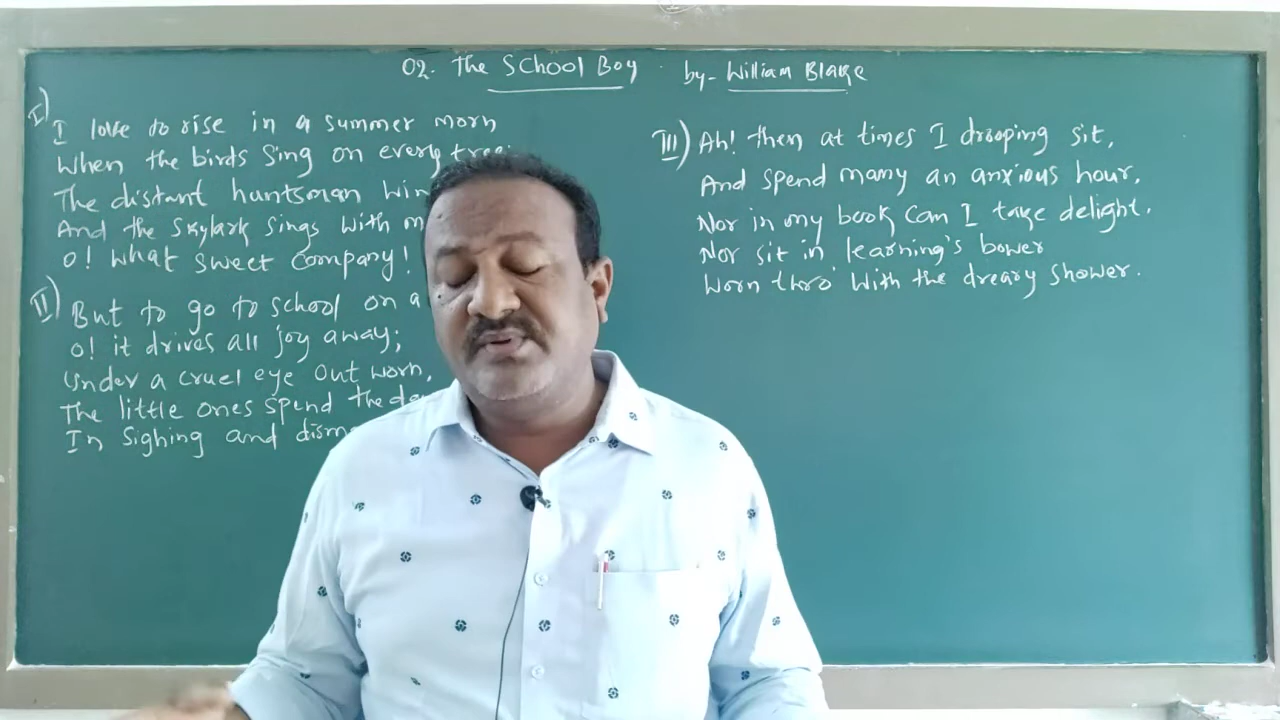 02. The School Boy by- William Blake
I)
I love to rise in a summer morn
When the birds sing on every tree
The distant huntsman win
And the skylark sings with m
O! What sweet company!
II) But to go to school on a
O! it drives all joy away;
Under a cruel eye out worn,
The little ones spend the da
In sighing and disma
III) Ah! then at times I drooping sit,
And spend many an anxious hour,
Nor in my book can I take delight,
Nor sit in learning's bower
Worn thro' with the dreary shower.